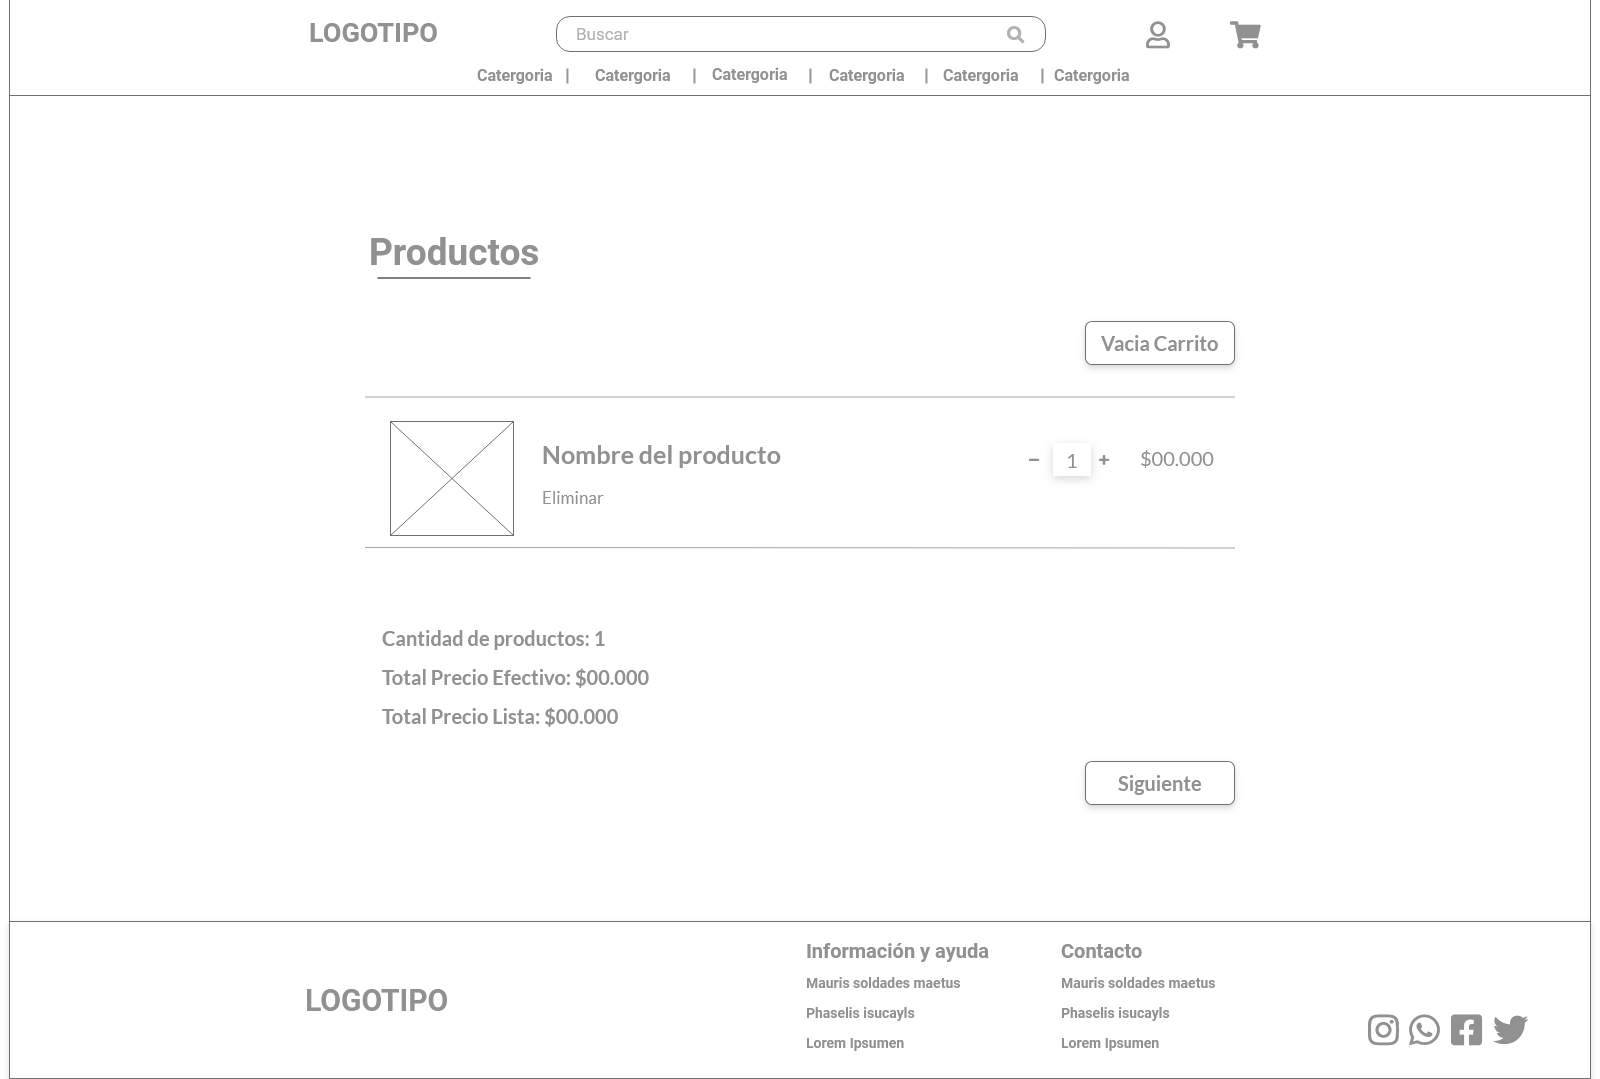 LOGOTIPO
Buscar
Catergoria | Catergoria | Catergoria | Catergoria | Catergoria | Catergoria
Productos
Vacia Carrito
Nombre del producto
- 1 + $00.000
Eliminar
Cantidad de productos: 1
Total Precio Efectivo: $00.000
Total Precio Lista: $00.000
Siguiente
LOGOTIPO
Información y ayuda
Mauris soldades maetus
Phaselis isucayls
Lorem Ipsumen
Contacto
Mauris soldades maetus
Phaselis isucayls
Lorem Ipsumen